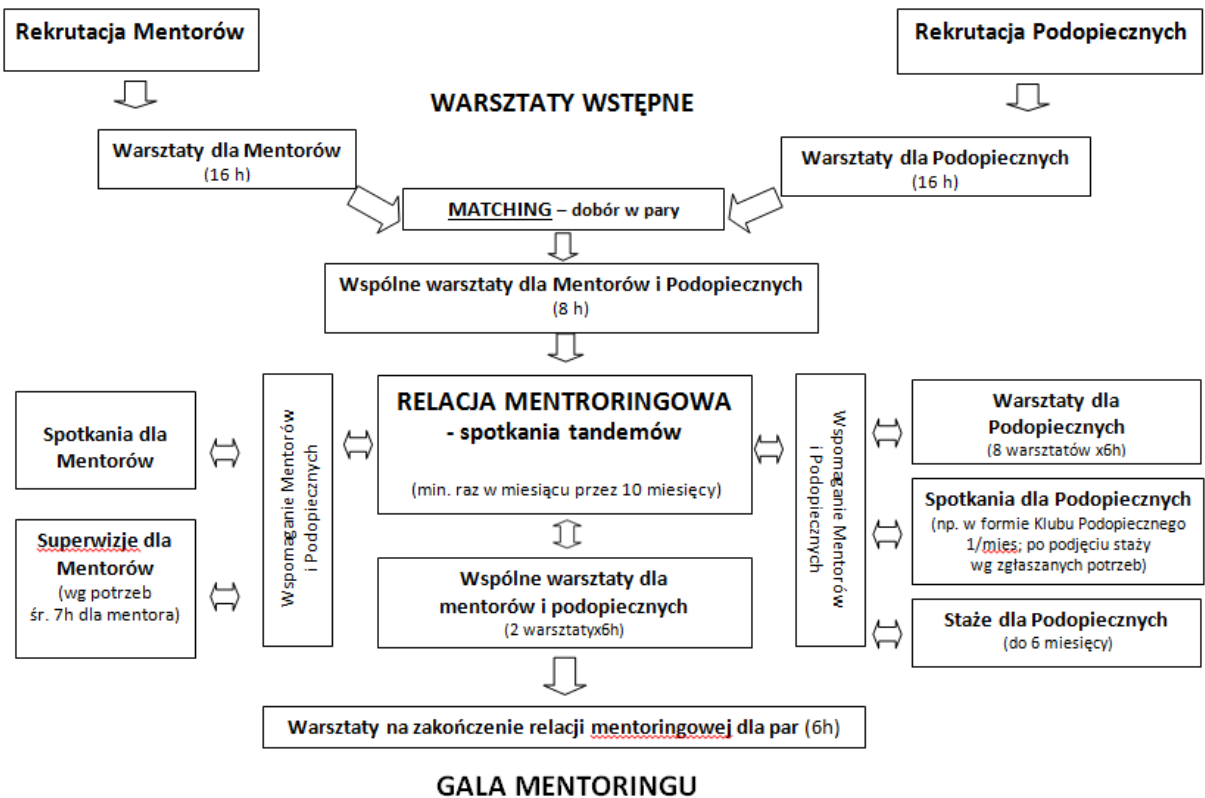 Rekrutacja Mentorów
Rekrutacja Podopiecznych
WARSZTATY WSTĘPNE
Warsztaty dla Mentorów
(16 h)
Warsztaty dla Podopiecznych
(16 h)
MATCHING – dobór w pary
Wspólne warsztaty dla Mentorów i Podopiecznych
(8 h)
Spotkania dla
Mentorów
Superwizje dla
Mentorów
(wg potrzeb
śr. 7h dla mentora)
Wspomaganie Mentorów
i Podopiecznych
RELACJA MENTRORINGOWA
- spotkania tandemów
(min. raz w miesiącu przez 10 miesięcy)
Wspólne warsztaty dla
mentorów i podopiecznych
(2 warsztatyx6h)
Wspomaganie Mentorów
i Podopiecznych
Warsztaty dla
Podopiecznych
(8 warsztatów x6h)
Spotkania dla Podopiecznych
(np. w formie Klubu Podopiecznego
1/mies; po podjęciu staży
wg zgłaszanych potrzeb)
Staże dla Podopiecznych
(do 6 miesięcy)
Warsztaty na zakończenie relacji mentoringowej dla par (6h)
GALA MENTORINGU